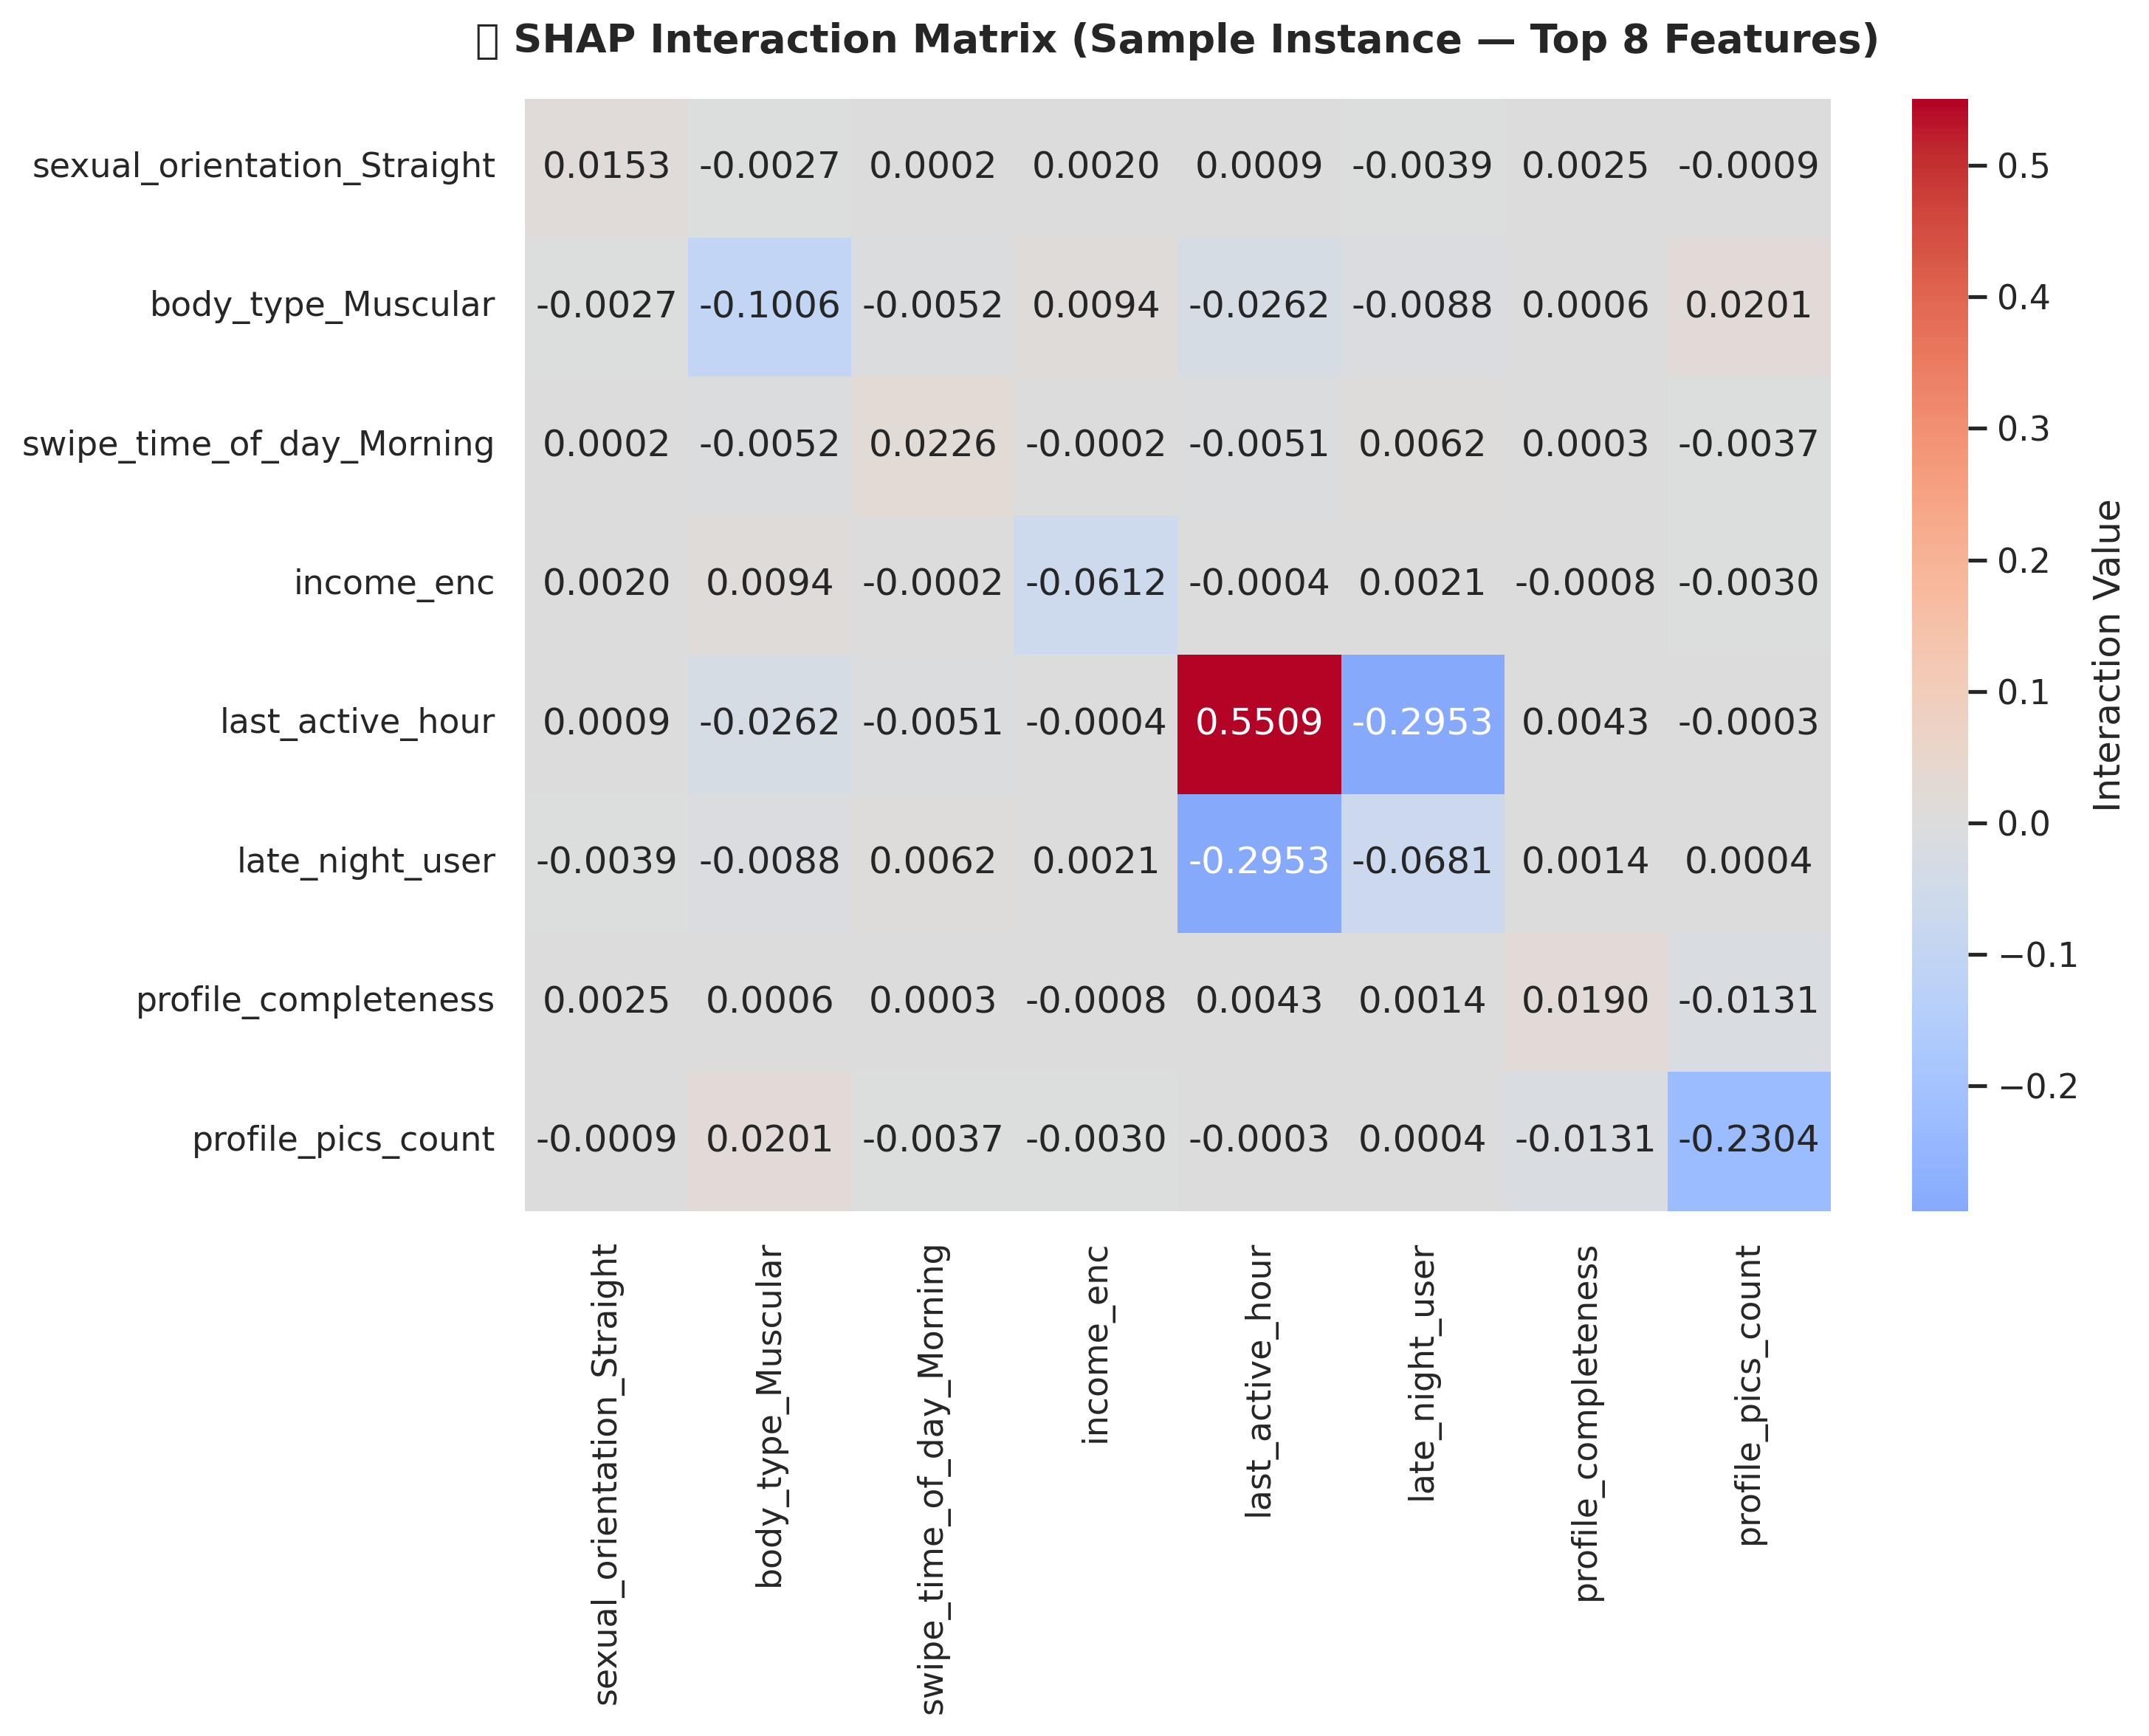 SHAP Interaction Matrix (Sample Instance — Top 8 Features)
sexual_orientation_Straight 0.0153 -0.0027 0.0002 0.0020 0.0009 -0.0039 0.0025 -0.0009
body_type_Muscular -0.0027 -0.1006 -0.0052 0.0094 -0.0262 -0.0088 0.0006 0.0201
swipe_time_of_day_Morning 0.0002 -0.0052 0.0226 -0.0002 -0.0051 0.0062 0.0003 -0.0037
income_enc 0.0020 0.0094 -0.0002 -0.0612 -0.0004 0.0021 -0.0008 -0.0030
last_active_hour 0.0009 -0.0262 -0.0051 -0.0004 0.5509 -0.2953 0.0043 -0.0003
late_night_user -0.0039 -0.0088 0.0062 0.0021 -0.2953 -0.0681 0.0014 0.0004
profile_completeness 0.0025 0.0006 0.0003 -0.0008 0.0043 0.0014 0.0190 -0.0131
profile_pics_count -0.0009 0.0201 -0.0037 -0.0030 -0.0003 0.0004 -0.0131 -0.2304
sexual_orientation_Straight
body_type_Muscular
swipe_time_of_day_Morning
income_enc
last_active_hour
late_night_user
profile_completeness
profile_pics_count
0.5
0.4
0.3
0.2
0.1
0.0
−0.1
−0.2
Interaction Value